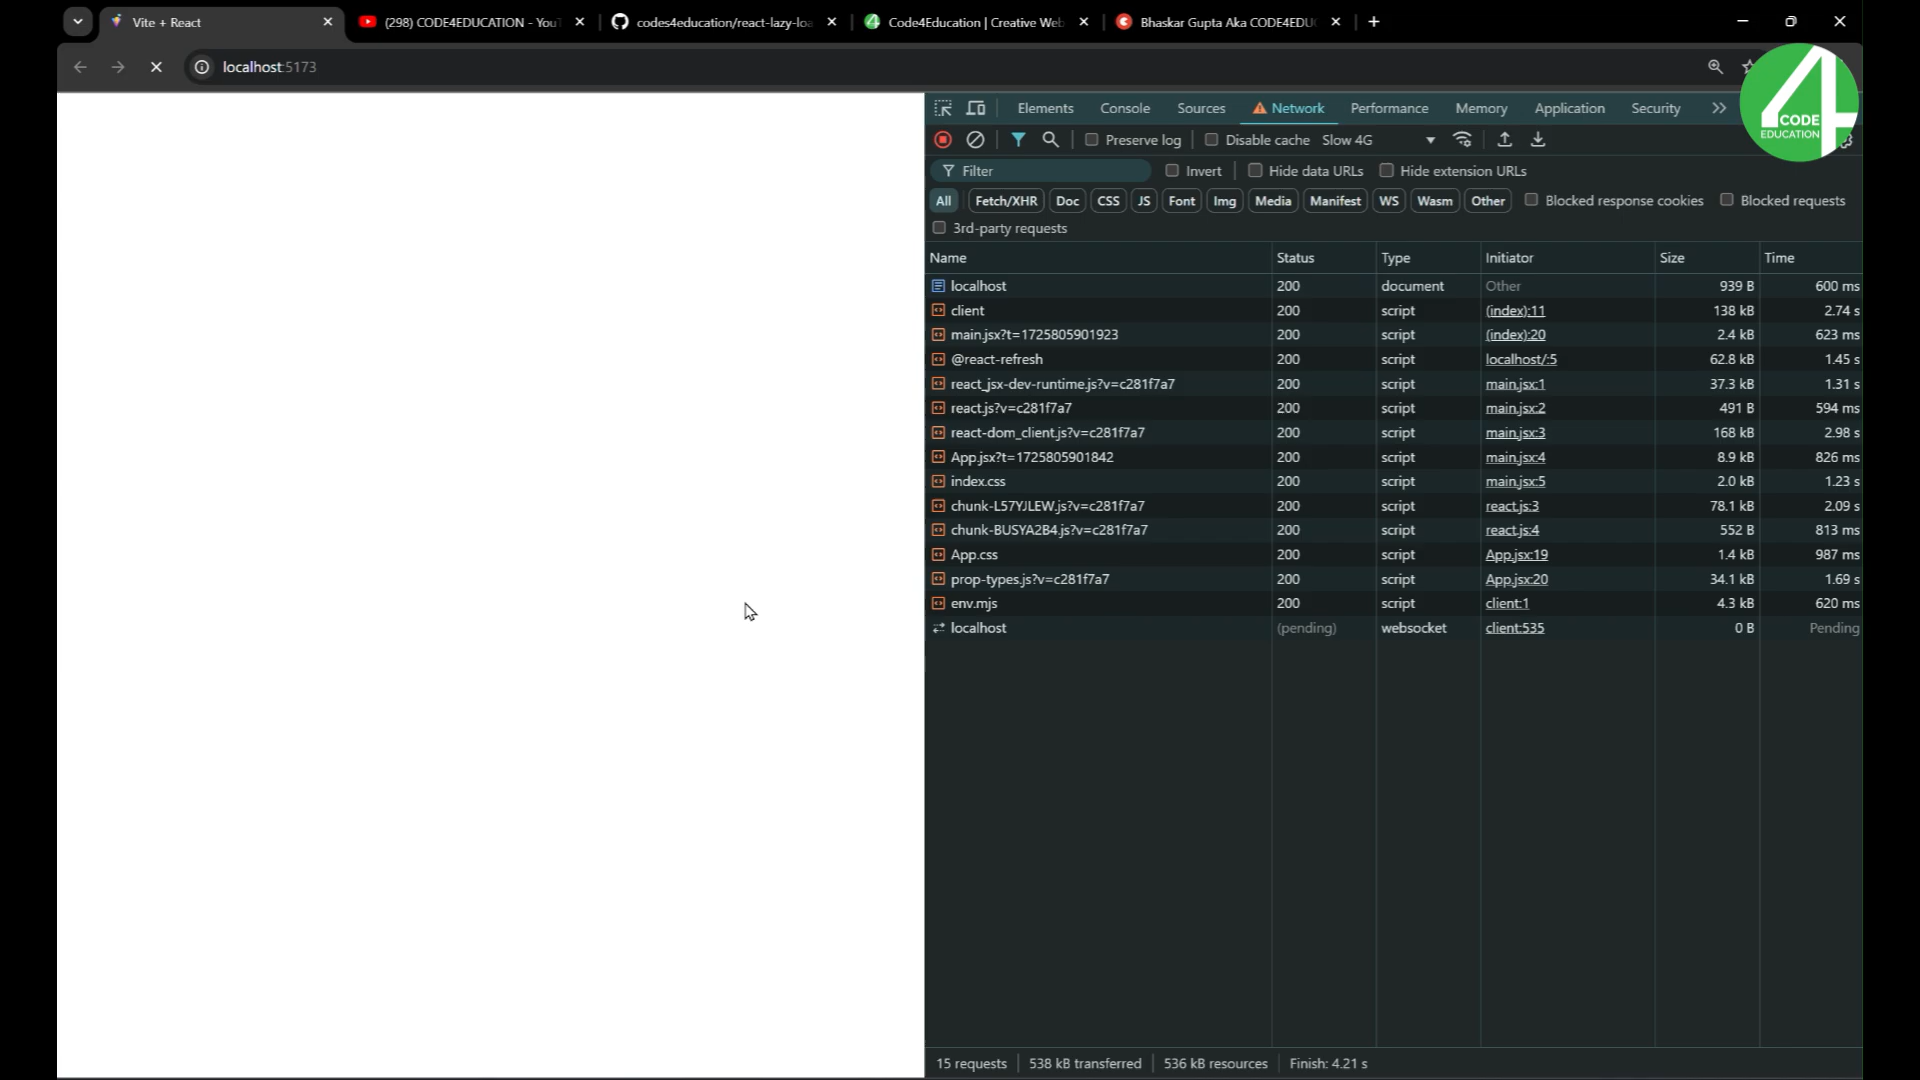 Vite + React
(298) CODE4EDUCATION - You
codes4education/react-lazy-loa
Code4Education | Creative Web
Bhaskar Gupta Aka CODE4EDU
localhost:5173
4
CODE
EDUCATION
Elements Console Sources Network Performance Memory Application Security
Preserve log Disable cache Slow 4G
Filter Invert Hide data URLs Hide extension URLs
All Fetch/XHR Doc CSS JS Font Img Media Manifest WS Wasm Other Blocked response cookies Blocked requests
3rd-party requests
Name Status Type Initiator Size Time
localhost 200 document Other 939 B 600 ms
client 200 script (index):11 138 kB 2.74 s
main.jsx?t=1725805901923 200 script (index):20 2.4 kB 623 ms
@react-refresh 200 script localhost/:5 62.8 kB 1.45 s
react_jsx-dev-runtime.js?v=c281f7a7 200 script main.jsx:1 37.3 kB 1.31 s
react.js?v=c281f7a7 200 script main.jsx:2 491 B 594 ms
react-dom_client.js?v=c281f7a7 200 script main.jsx:3 168 kB 2.98 s
App.jsx?t=1725805901842 200 script main.jsx:4 8.9 kB 826 ms
index.css 200 script main.jsx:5 2.0 kB 1.23 s
chunk-L57YJLEW.js?v=c281f7a7 200 script react.js:3 78.1 kB 2.09 s
chunk-BUSYA2B4.js?v=c281f7a7 200 script react.js:4 552 B 813 ms
App.css 200 script App.jsx:19 1.4 kB 987 ms
prop-types.js?v=c281f7a7 200 script App.jsx:20 34.1 kB 1.69 s
env.mjs 200 script client:1 4.3 kB 620 ms
localhost (pending) websocket client:535 0 B Pending
15 requests 538 kB transferred 536 kB resources Finish: 4.21 s